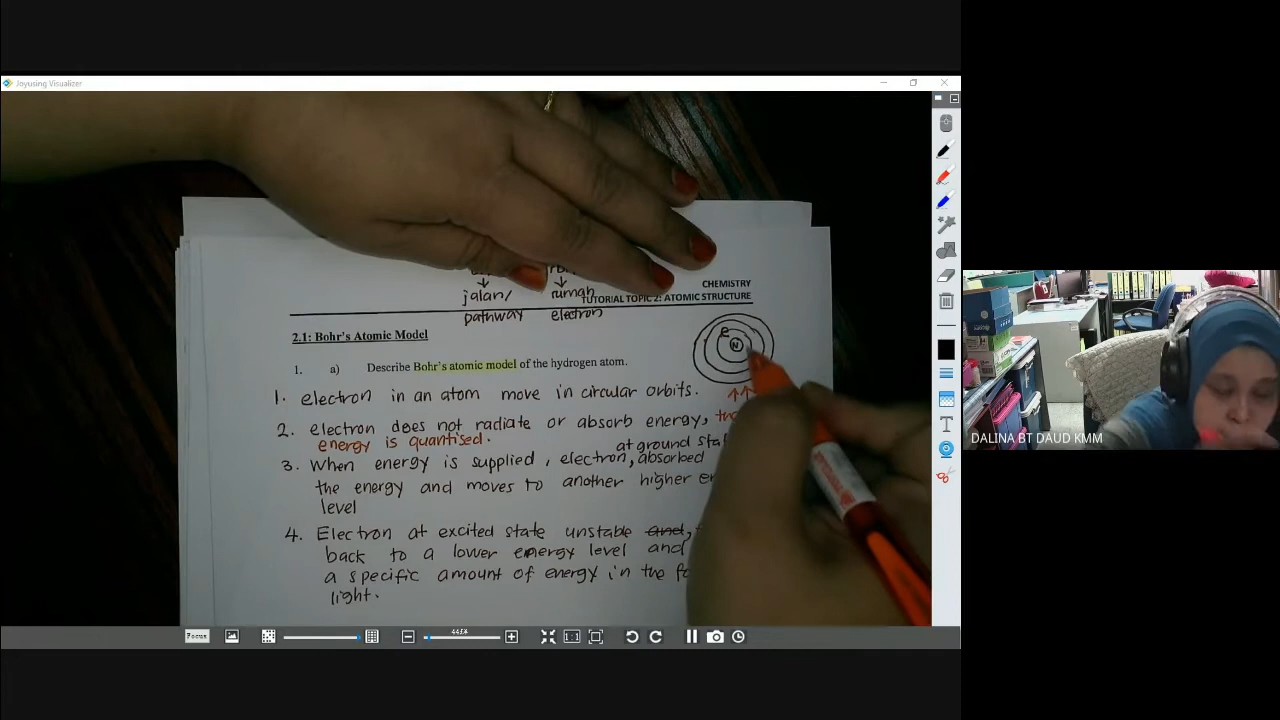 Joyusing Visualizer
CHEMISTRY
jalan/ rumah TUTORIAL TOPIC 2: ATOMIC STRUCTURE
pathway electron
2.1: Bohr's Atomic Model
e
N
1. a) Describe Bohr's atomic model of the hydrogen atom.
1. electron in an atom move in circular orbits.
2. electron does not radiate or absorb energy,
energy is quantised.
at ground
3. When energy is supplied, electron, absorbed
the energy and moves to another higher
level
4. Electron at excited state unstable and,
back to a lower energy level and
a specific amount of energy in the
light.
DALINA BT DAUD KMM
Focus
1:1
T